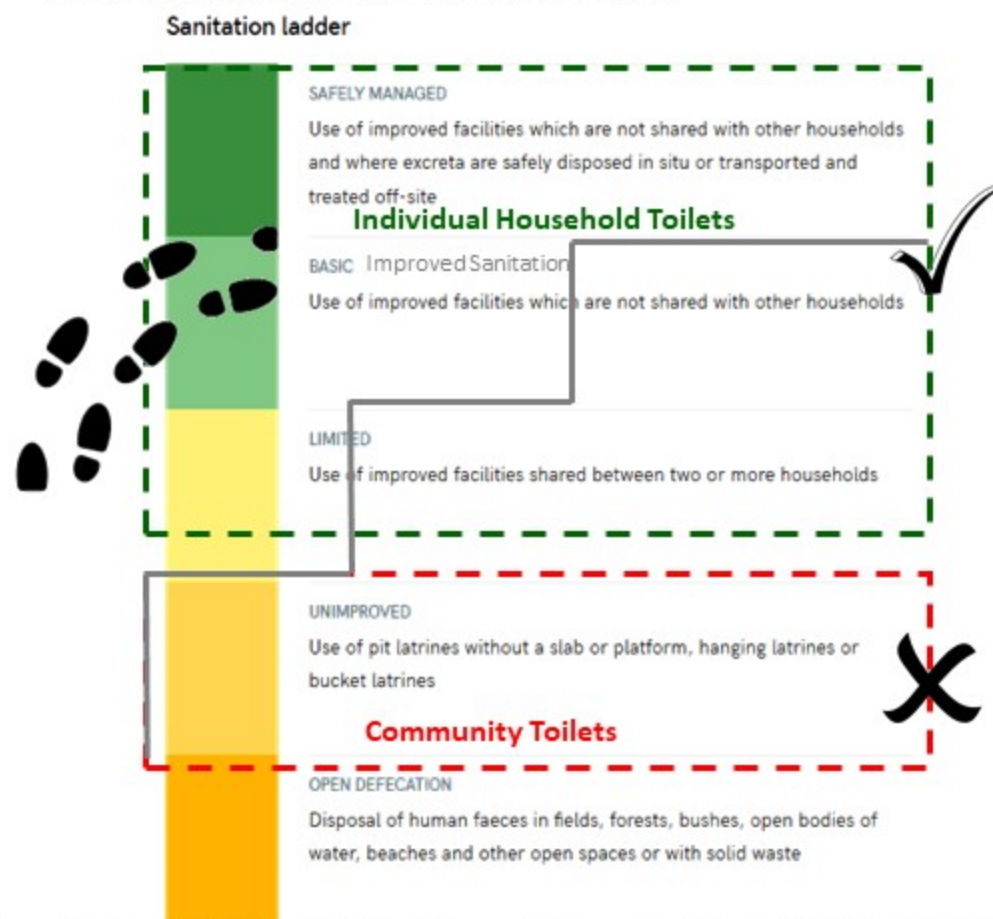 Sanitation ladder
SAFELY MANAGED
Use of improved facilities which are not shared with other households
and where excreta are safely disposed in situ or transported and
treated off-site
Individual Household Toilets
BASIC Improved Sanitation
Use of improved facilities which are not shared with other households
LIMITED
Use of improved facilities shared between two or more households
UNIMPROVED
Use of pit latrines without a slab or platform, hanging latrines or
bucket latrines
Community Toilets
OPEN DEFECATION
Disposal of human faeces in fields, forests, bushes, open bodies of
water, beaches and other open spaces or with solid waste